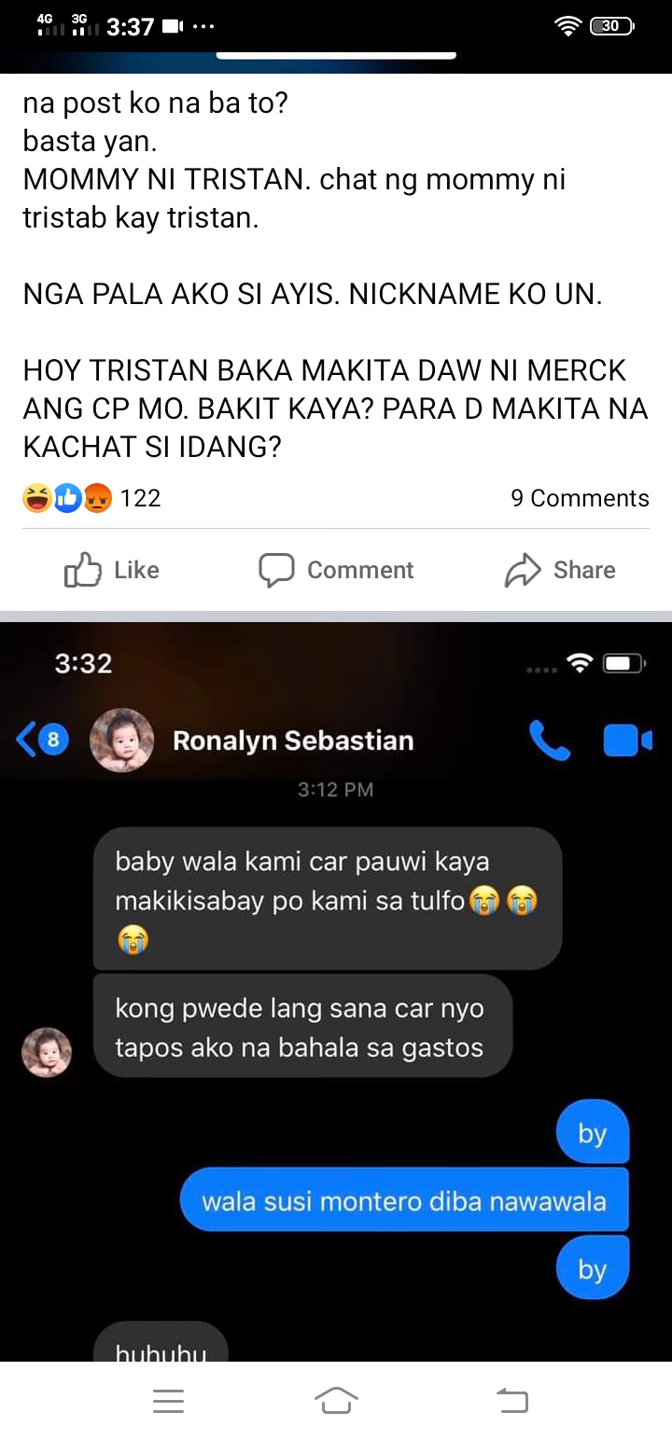 4G 3G 3:37 30
na post ko na ba to?
basta yan.
MOMMY NI TRISTAN. chat ng mommy ni
tristab kay tristan.
NGA PALA AKO SI AYIS. NICKNAME KO UN.
HOY TRISTAN BAKA MAKITA DAW NI MERCK
ANG CP MO. BAKIT KAYA? PARA D MAKITA NA
KACHAT SI IDANG?
122 9 Comments
Like Comment Share
3:32
8 Ronalyn Sebastian
3:12 PM
baby wala kami car pauwi kaya
makikisabay po kami sa tulfo😭😭
😭
kong pwede lang sana car nyo
tapos ako na bahala sa gastos
by
wala susi montero diba nawawala
by
huhuhu